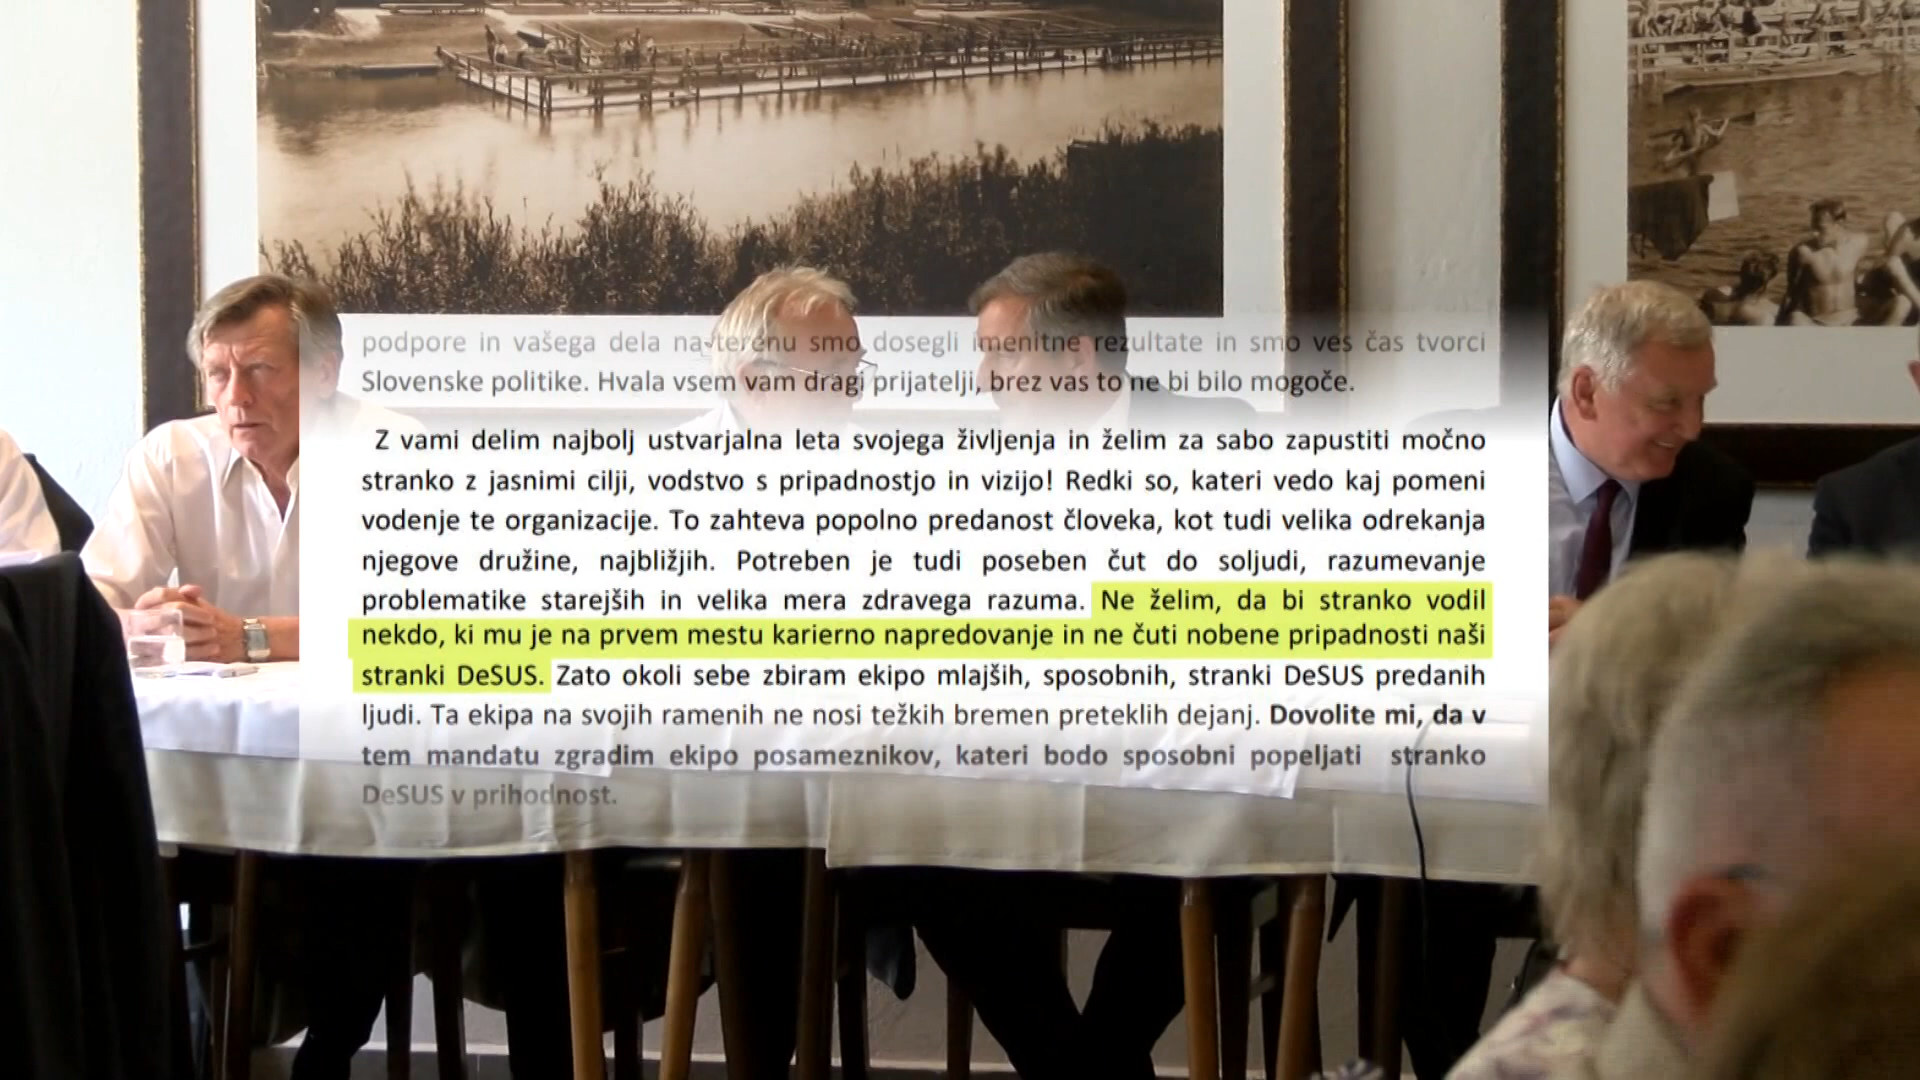 podpore in vašega dela na terenu smo dosegli imenitne rezultate in smo ves čas tvorci
Slovenske politike. Hvala vsem vam dragi prijatelji, brez vas to ne bi bilo mogoče.
Z vami delim najbolj ustvarjalna leta svojega življenja in želim za sabo zapustiti močno
stranko z jasnimi cilji, vodstvo s pripadnostjo in vizijo! Redki so, kateri vedo kaj pomeni
vodenje te organizacije. To zahteva popolno predanost človeka, kot tudi velika odrekanja
njegove družine, najbližjih. Potreben je tudi poseben čut do soljudi, razumevanje
problematike starejših in velika mera zdravega razuma. Ne želim, da bi stranko vodil
nekdo, ki mu je na prvem mestu karierno napredovanje in ne čuti nobene pripadnosti naši
stranki DeSUS. Zato okoli sebe zbiram ekipo mlajših, sposobnih, stranki DeSUS predanih
ljudi. Ta ekipa na svojih ramenih ne nosi težkih bremen preteklih dejanj. Dovolite mi, da v
tem mandatu zgradim ekipo posameznikov, kateri bodo sposobni popeljati stranko
DeSUS v prihodnost.